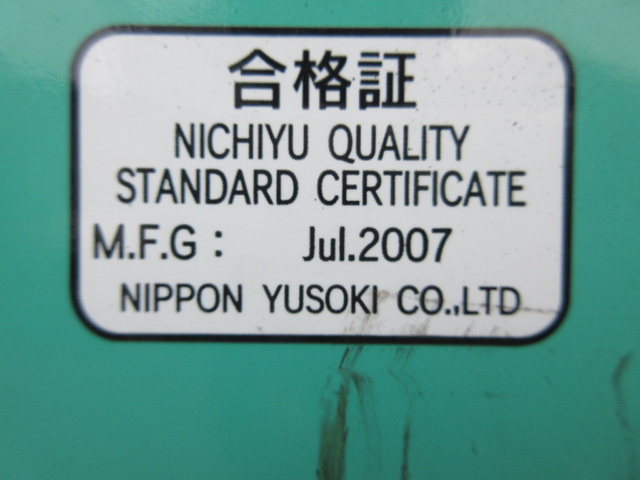 合格証
NICHIYU QUALITY
STANDARD CERTIFICATE
M.F.G : Jul.2007
NIPPON YUSOKI CO.,LTD